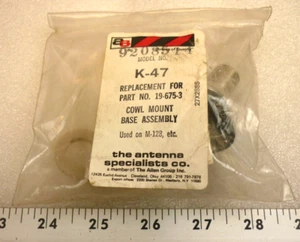 9208544
MODEL NO.
K-47
REPLACEMENT FOR
PART NO. 19-675-3
COWL MOUNT
BASE ASSEMBLY
Used on M-128, etc.
the antenna
specialists co.
a member of The Allen Group Inc.
23 24 25 26 27 28